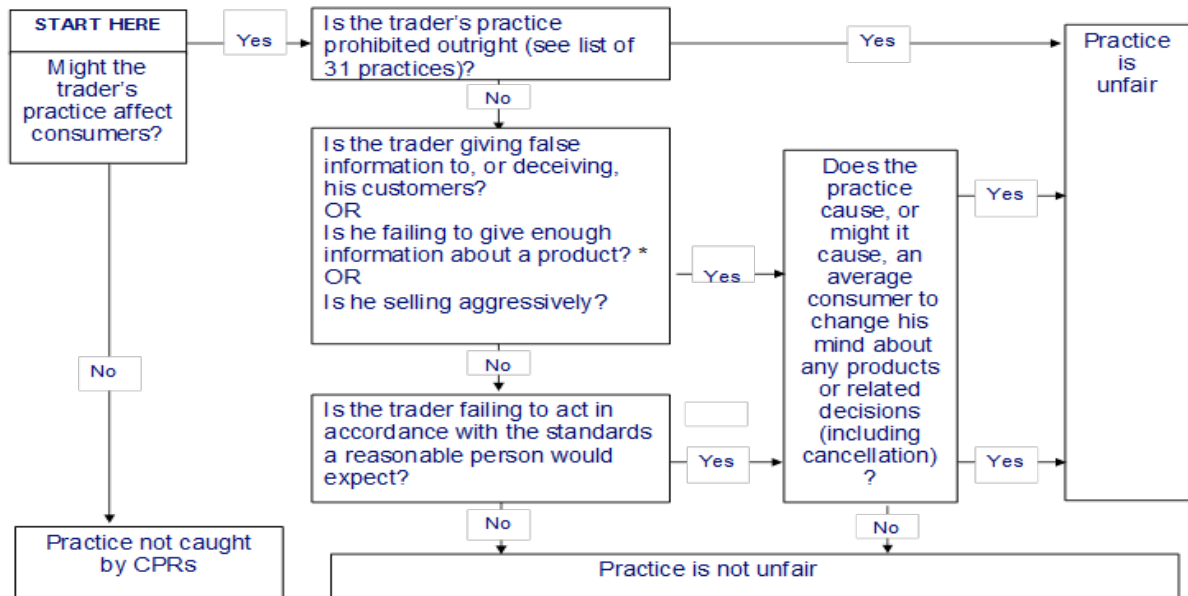 START HERE
Might the
trader's
practice affect
consumers?
Yes
Is the trader's practice
prohibited outright (see list of
31 practices)?
Yes
Practice
is
unfair
No
Is the trader giving false
information to, or deceiving,
his customers?
OR
Is he failing to give enough
information about a product? *
OR
Is he selling aggressively?
Yes
Does the
practice
cause, or
might it
cause, an
average
consumer to
change his
mind about
any products
or related
decisions
(including
cancellation)
?
Yes
No
No
Is the trader failing to act in
accordance with the standards
a reasonable person would
expect?
Yes
Yes
No
No
Practice not caught
by CPRs
Practice is not unfair